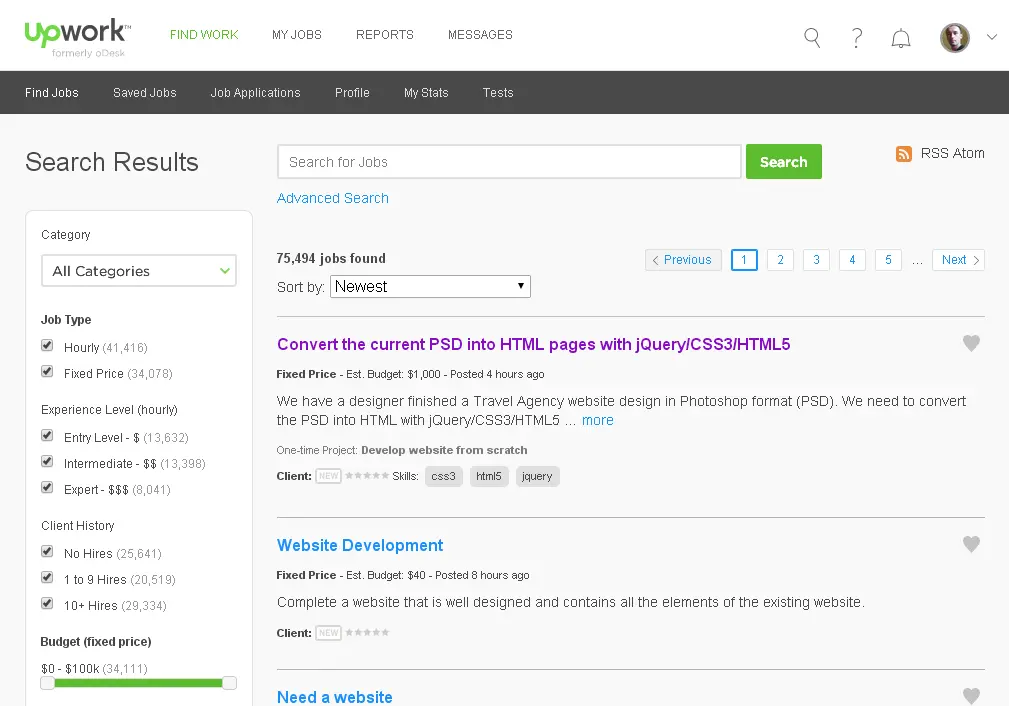 Upwork™
formerly oDesk
FIND WORK MY JOBS REPORTS MESSAGES
Find Jobs Saved Jobs Job Applications Profile My Stats Tests
Search Results
Search for Jobs Search
RSS Atom
Advanced Search
Category
All Categories
Job Type
Hourly (41,416)
Fixed Price (34,078)
Experience Level (hourly)
Entry Level - $ (13,632)
Intermediate - $$ (13,398)
Expert - $$$ (8,041)
Client History
No Hires (25,641)
1 to 9 Hires (20,519)
10+ Hires (29,334)
Budget (fixed price)
$0 - $100k (34,111)
75,494 jobs found
Previous 1 2 3 4 5 ... Next
Sort by: Newest
Convert the current PSD into HTML pages with jQuery/CSS3/HTML5
Fixed Price - Est. Budget: $1,000 - Posted 4 hours ago
We have a designer finished a Travel Agency website design in Photoshop format (PSD). We need to convert
the PSD into HTML with jQuery/CSS3/HTML5 ... more
One-time Project: Develop website from scratch
Client: NEW Skills: css3 html5 jquery
Website Development
Fixed Price - Est. Budget: $40 - Posted 8 hours ago
Complete a website that is well designed and contains all the elements of the existing website.
Client: NEW
Need a website